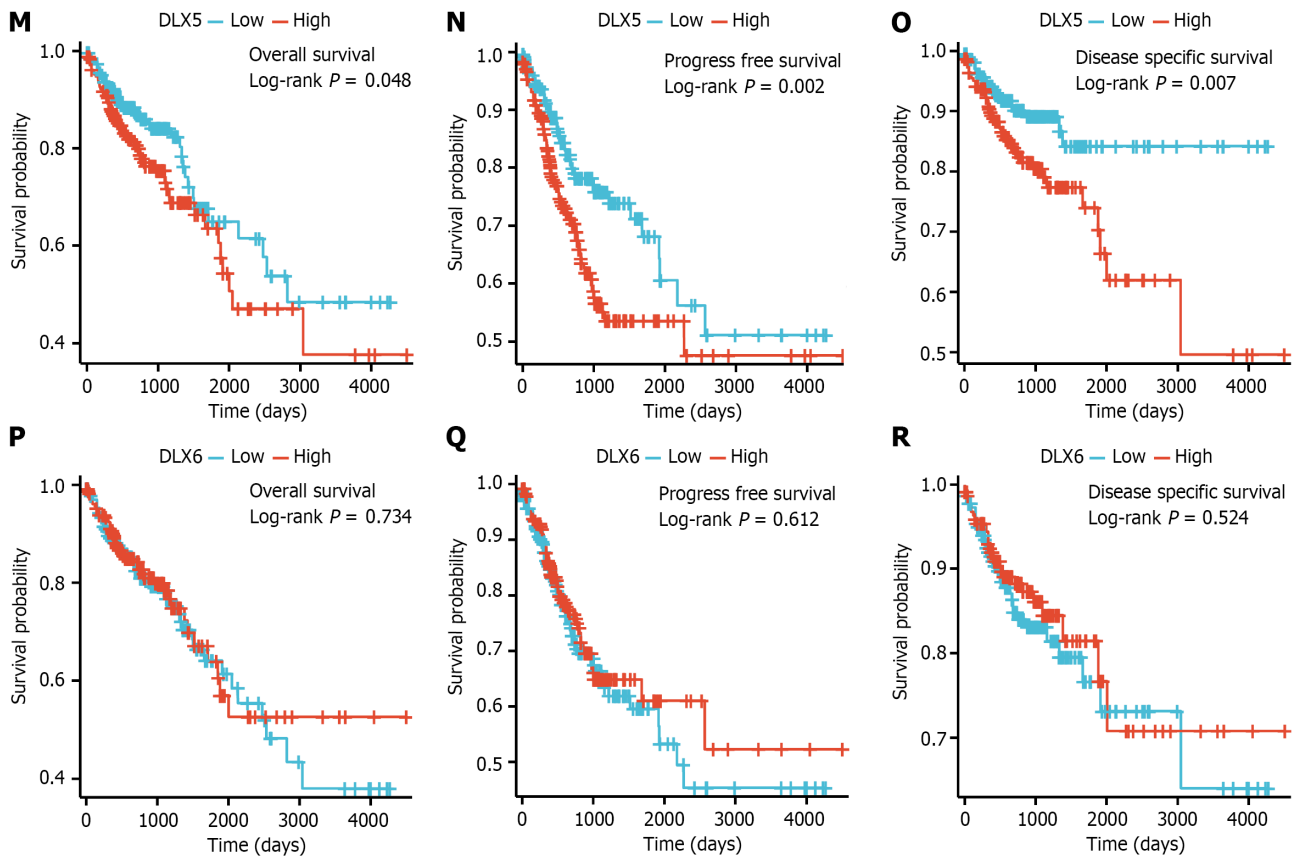 M
DLX5 Low High
Overall survival
Log-rank P = 0.048
Survival probability
1.0
0.8
0.6
0.4
0 1000 2000 3000 4000
Time (days)
N
DLX5 Low High
Progress free survival
Log-rank P = 0.002
Survival probability
1.0
0.9
0.8
0.7
0.6
0.5
0 1000 2000 3000 4000
Time (days)
O
DLX5 Low High
Disease specific survival
Log-rank P = 0.007
Survival probability
1.0
0.9
0.8
0.7
0.6
0.5
0 1000 2000 3000 4000
Time (days)
P
DLX6 Low High
Overall survival
Log-rank P = 0.734
Survival probability
1.0
0.8
0.6
0.4
0 1000 2000 3000 4000
Time (days)
Q
DLX6 Low High
Progress free survival
Log-rank P = 0.612
Survival probability
1.0
0.9
0.8
0.7
0.6
0.5
0 1000 2000 3000 4000
Time (days)
R
DLX6 Low High
Disease specific survival
Log-rank P = 0.524
Survival probability
1.0
0.9
0.8
0.7
0 1000 2000 3000 4000
Time (days)